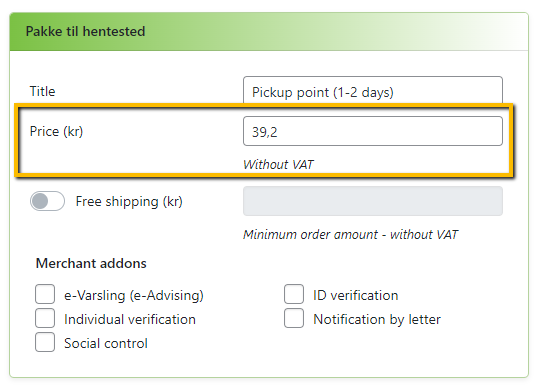 Pakke til hentested
Title
Pickup point (1-2 days)
Price (kr)
39,2
Without VAT
Free shipping (kr)
Minimum order amount - without VAT
Merchant addons
e-Varsling (e-Advising)
ID verification
Individual verification
Notification by letter
Social control